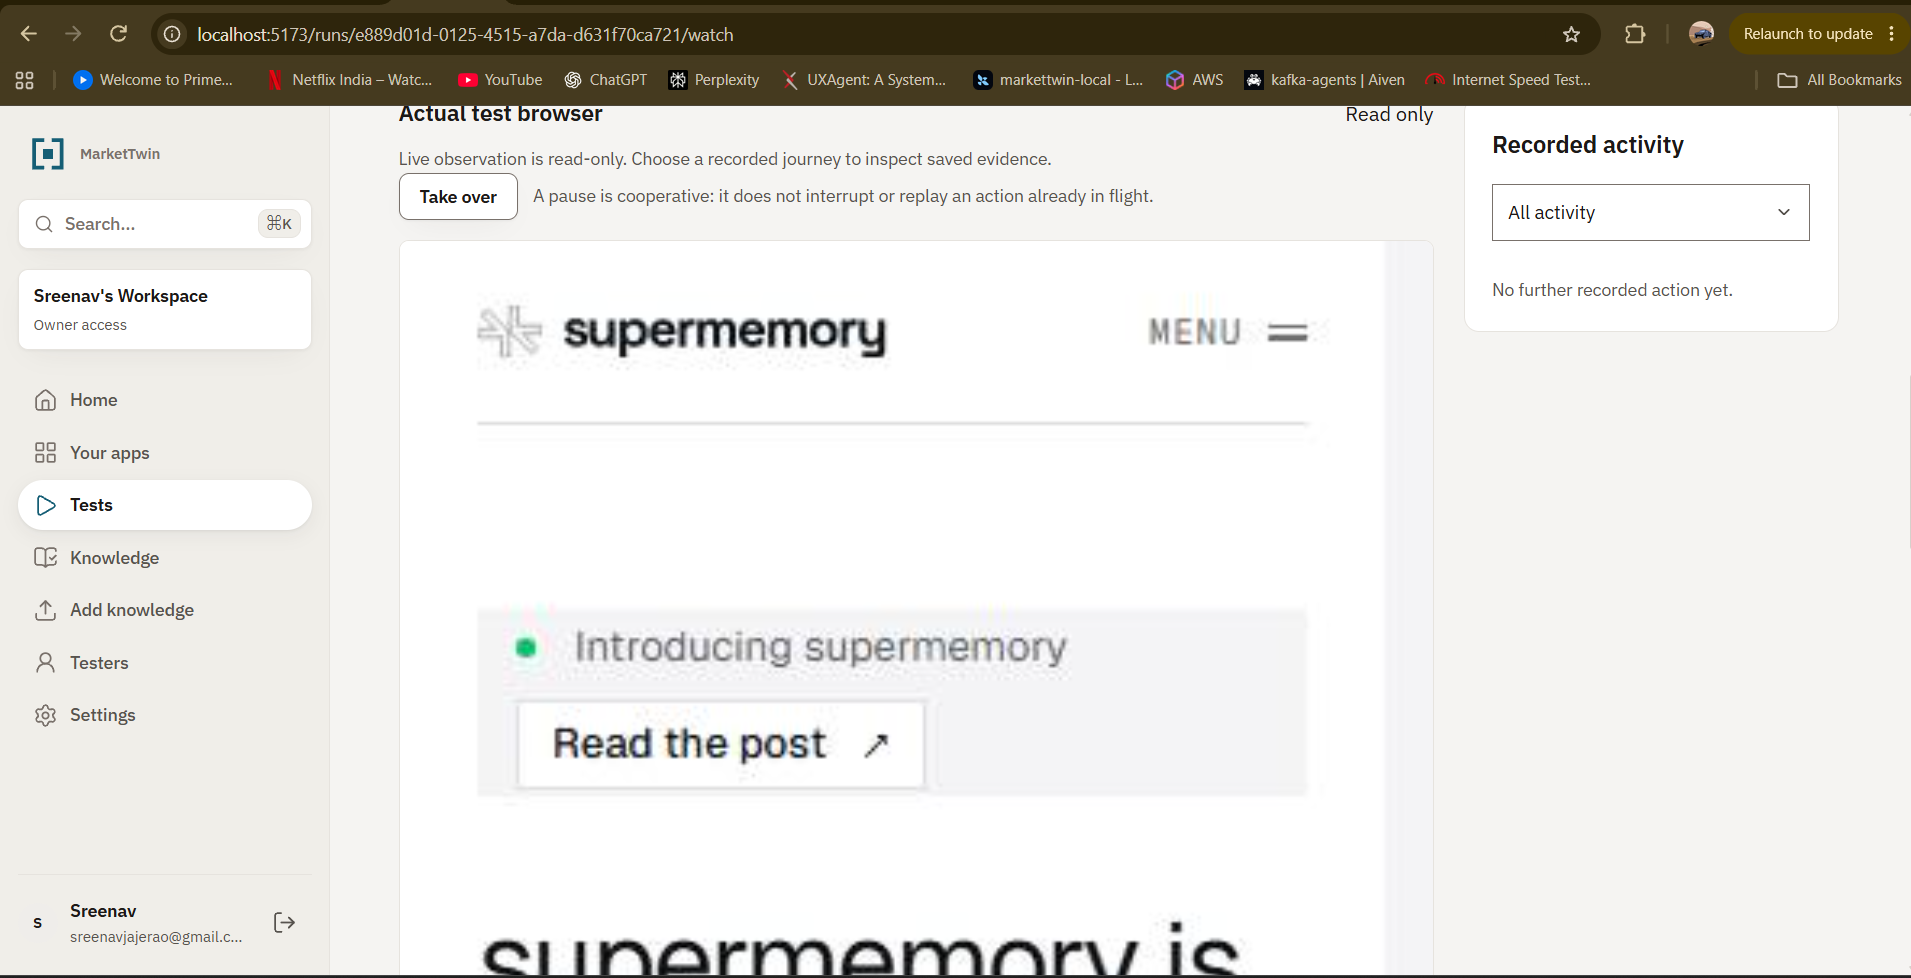 localhost:5173/runs/e889d01d-0125-4515-a7da-d631f70ca721/watch
Relaunch to update
Welcome to Prime...
Netflix India – Watc...
YouTube
ChatGPT
Perplexity
UXAgent: A System...
markettwin-local - L...
AWS
kafka-agents | Aiven
Internet Speed Test...
All Bookmarks
MarketTwin
Search...
⌘K
Sreenav's Workspace
Owner access
Home
Your apps
Tests
Knowledge
Add knowledge
Testers
Settings
S
Sreenav
sreenavjajerao@gmail.c...
Actual test browser
Read only
Live observation is read-only. Choose a recorded journey to inspect saved evidence.
Take over
A pause is cooperative: it does not interrupt or replay an action already in flight.
supermemory
MENU
Introducing supermemory
Read the post ↗
supermemory is
Recorded activity
All activity
No further recorded action yet.